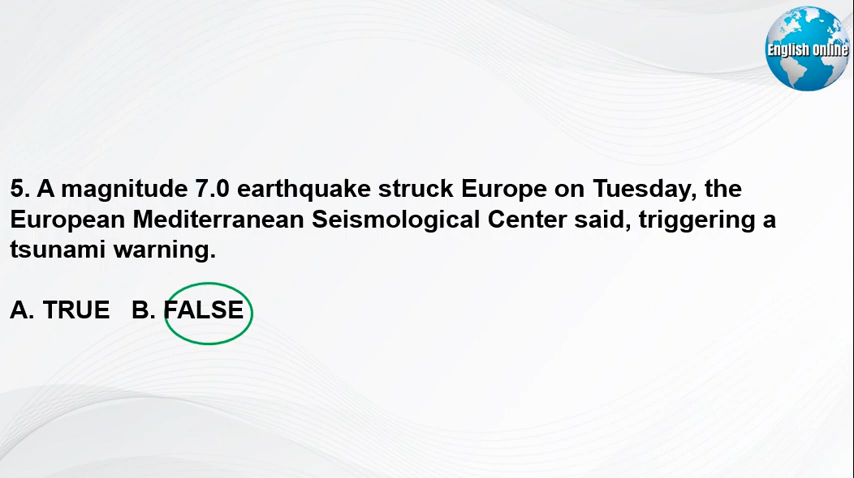 English Online
5. A magnitude 7.0 earthquake struck Europe on Tuesday, the
European Mediterranean Seismological Center said, triggering a
tsunami warning.
A. TRUE B. FALSE